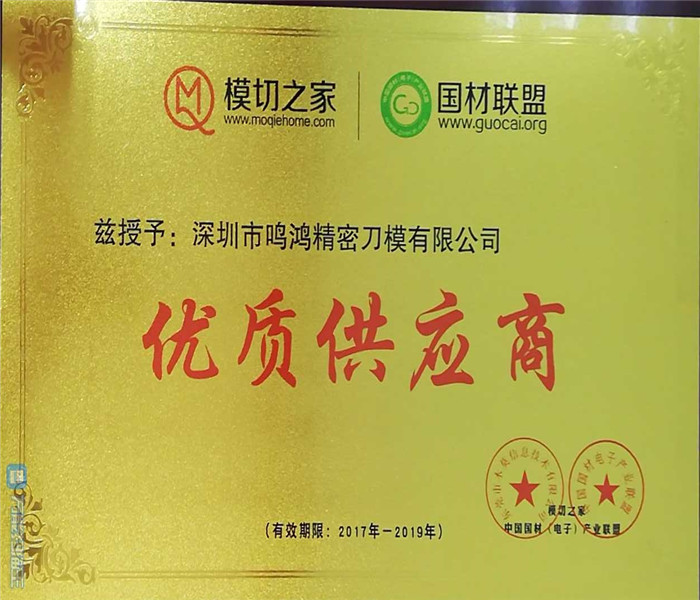 模切之家
www.moqiehome.com
国材联盟
www.guocai.org
兹授予：深圳市鸣鸿精密刀模有限公司
优质供应商
模切之家
中国国材（电子）产业联盟
（有效期限：2017年－2019年）